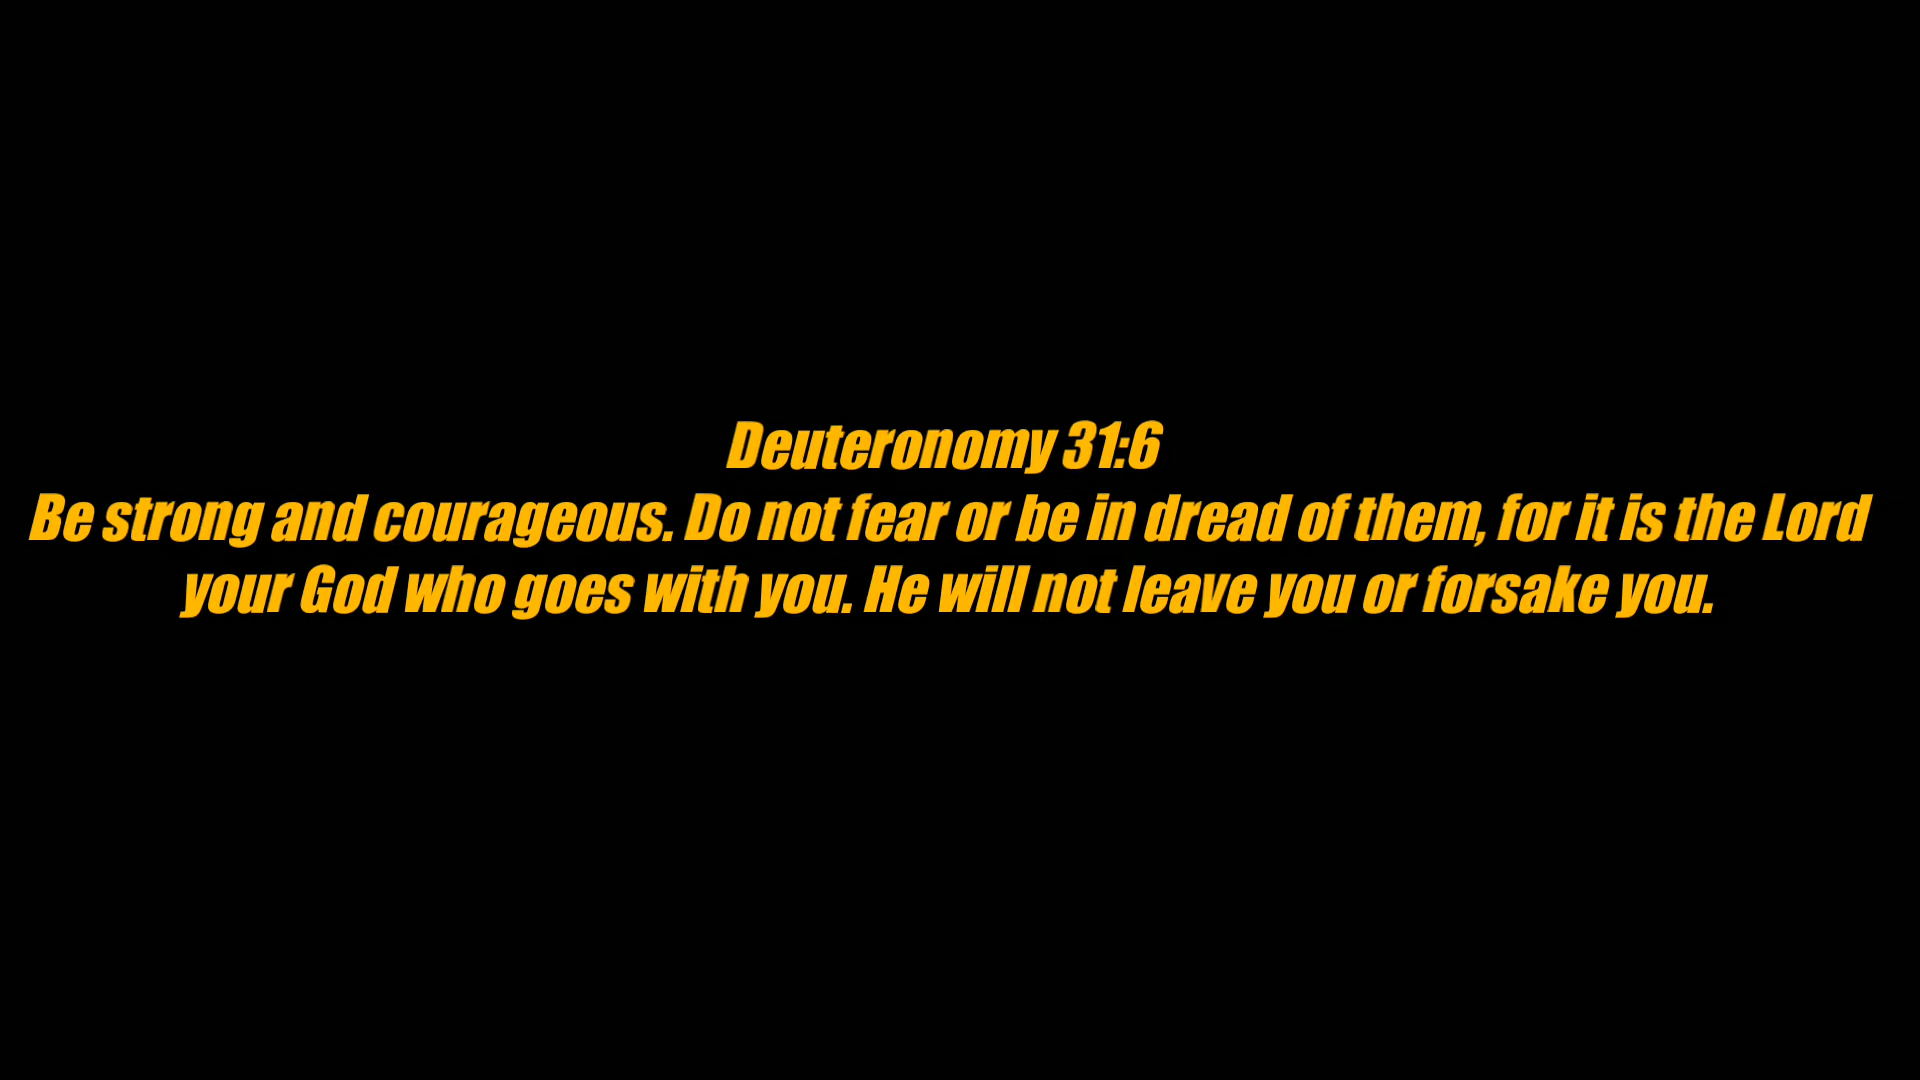 Deuteronomy 31:6
Be strong and courageous. Do not fear or be in dread of them, for it is the Lord
your God who goes with you. He will not leave you or forsake you.